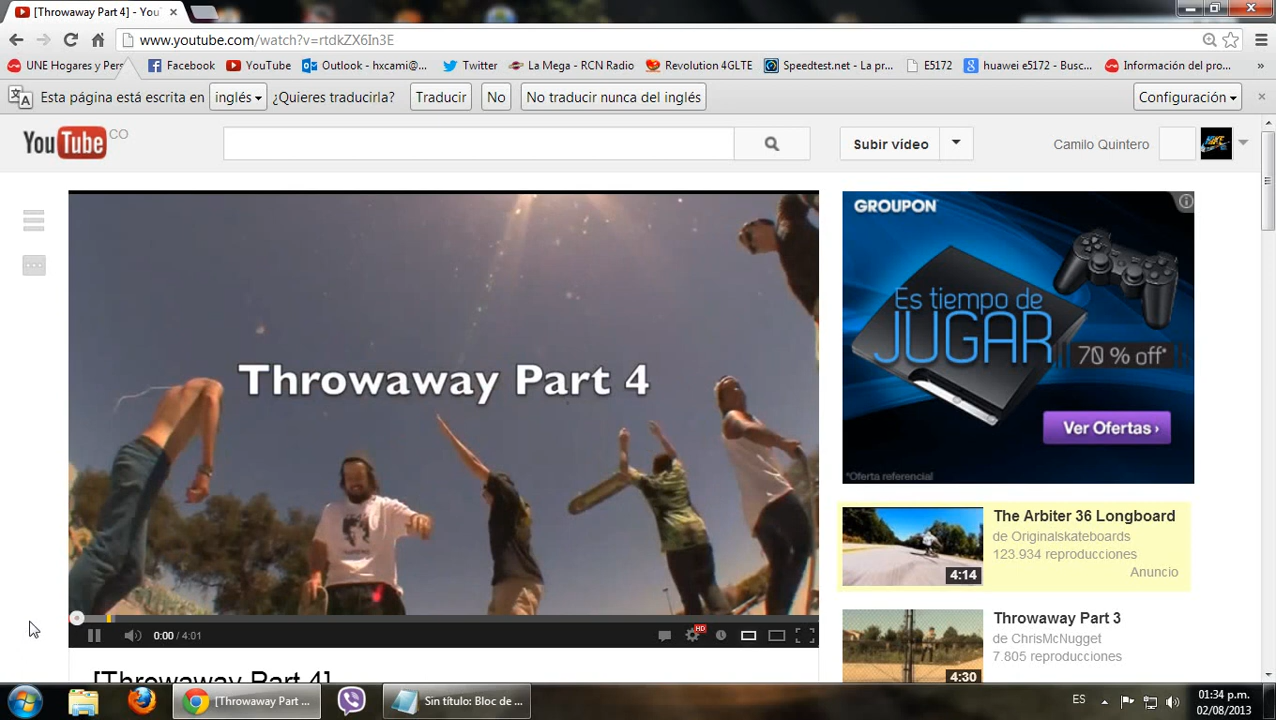 [Throwaway Part 4] - You
www.youtube.com/watch?v=rtdkZX6In3E
UNE Hogares y Pers
Facebook
YouTube
Outlook - hxcami@...
Twitter
La Mega - RCN Radio
Revolution 4GLTE
Speedtest.net - La pr...
E5172
huawei e5172 - Busc...
Información del pro...
»
Esta página está escrita en
inglés
¿Quieres traducirla?
Traducir
No
No traducir nunca del inglés
Configuración
YouTube CO
Subir vídeo
Camilo Quintero
Throwaway Part 4
HD
0:00 / 4:01
[Throwaway Part 4]
GROUPON
Es tiempo de
JUGAR
70 % off*
Ver Ofertas ›
*Oferta referencial
The Arbiter 36 Longboard
de Originalskateboards
123.934 reproducciones
Anuncio
4:14
Throwaway Part 3
de ChrisMcNugget
7.805 reproducciones
4:30
[Throwaway Part ...
Sin título: Bloc de ...
ES
01:34 p.m.
02/08/2013